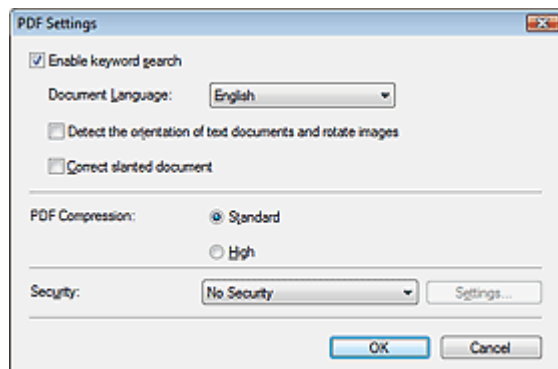 PDF Settings
Enable keyword search
Document Language: English
Detect the orientation of text documents and rotate images
Correct slanted document
PDF Compression: Standard
High
Security: No Security Settings...
OK Cancel